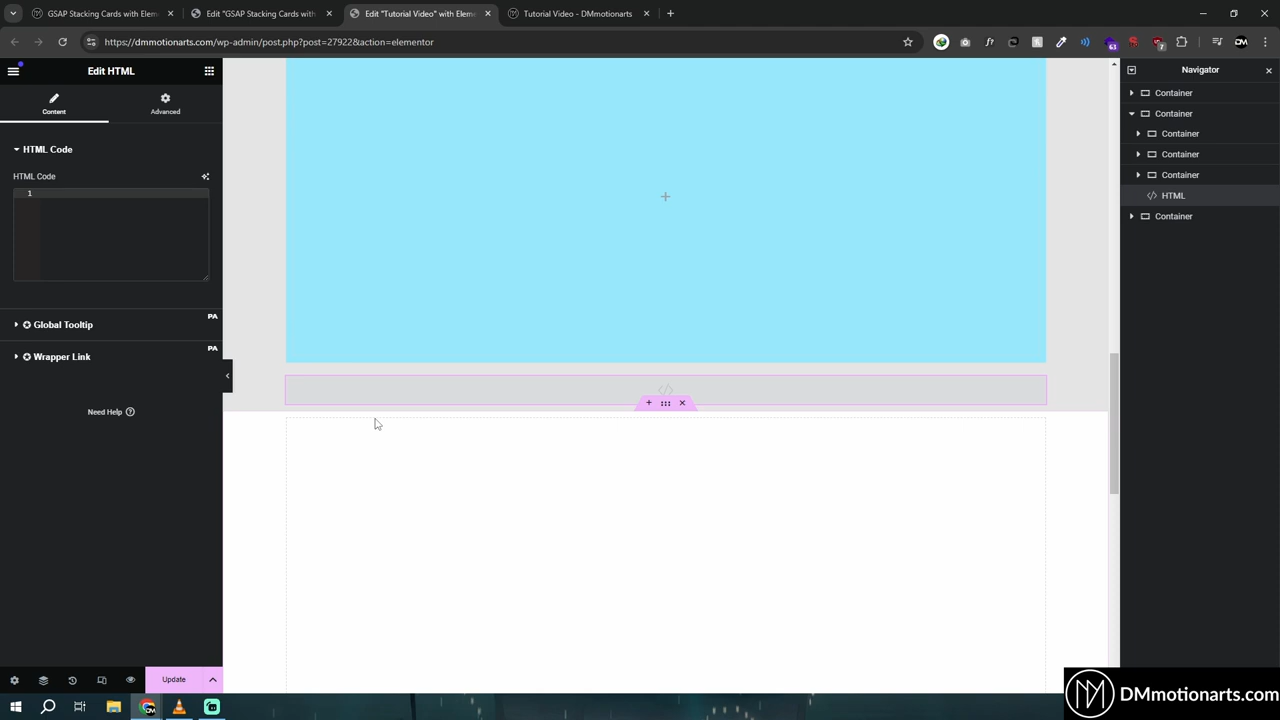 GSAP Stacking Cards with Elem
Edit "GSAP Stacking Cards with
Edit "Tutorial Video" with Eleme
Tutorial Video - DMmotionarts
https://dmmotionarts.com/wp-admin/post.php?post=27922&action=elementor
Edit HTML
Content
Advanced
HTML Code
HTML Code
1
Global Tooltip
PA
Wrapper Link
PA
Need Help
Update
Navigator
Container
Container
Container
Container
Container
HTML
Container
DMmotionarts.com